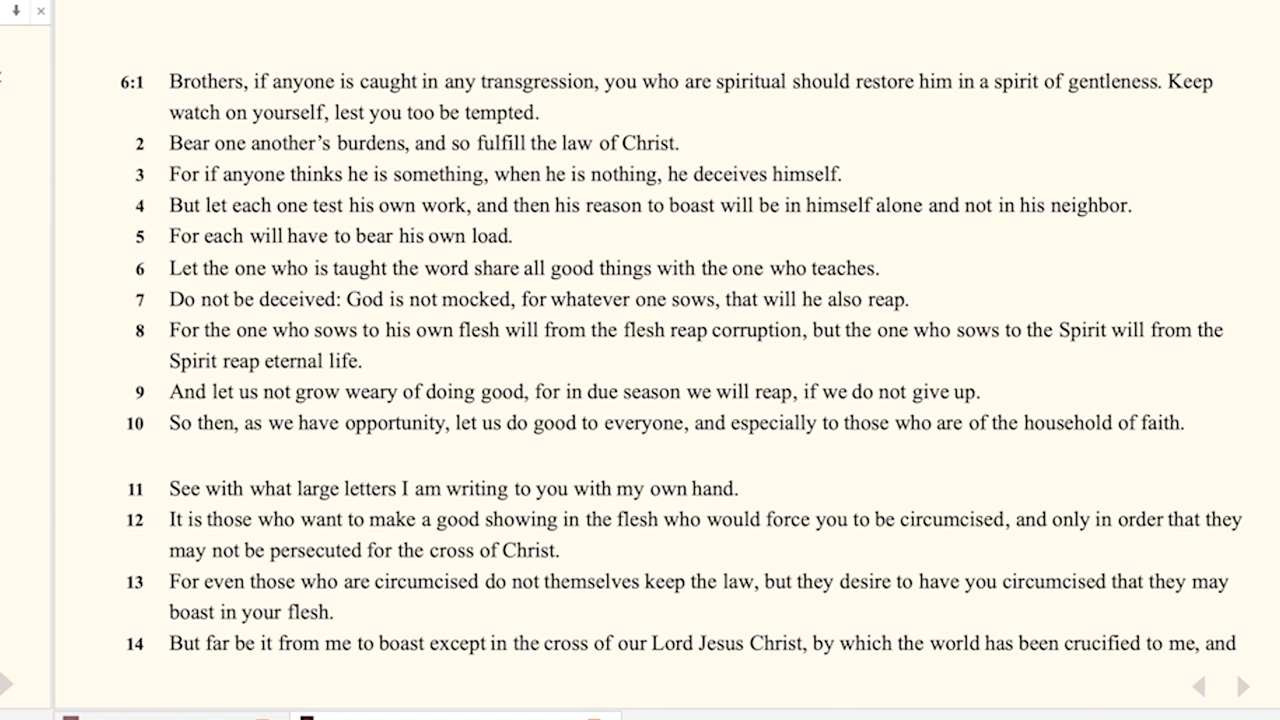 6:1 Brothers, if anyone is caught in any transgression, you who are spiritual should restore him in a spirit of gentleness. Keep
watch on yourself, lest you too be tempted.
2 Bear one another’s burdens, and so fulfill the law of Christ.
3 For if anyone thinks he is something, when he is nothing, he deceives himself.
4 But let each one test his own work, and then his reason to boast will be in himself alone and not in his neighbor.
5 For each will have to bear his own load.
6 Let the one who is taught the word share all good things with the one who teaches.
7 Do not be deceived: God is not mocked, for whatever one sows, that will he also reap.
8 For the one who sows to his own flesh will from the flesh reap corruption, but the one who sows to the Spirit will from the
Spirit reap eternal life.
9 And let us not grow weary of doing good, for in due season we will reap, if we do not give up.
10 So then, as we have opportunity, let us do good to everyone, and especially to those who are of the household of faith.
11 See with what large letters I am writing to you with my own hand.
12 It is those who want to make a good showing in the flesh who would force you to be circumcised, and only in order that they
may not be persecuted for the cross of Christ.
13 For even those who are circumcised do not themselves keep the law, but they desire to have you circumcised that they may
boast in your flesh.
14 But far be it from me to boast except in the cross of our Lord Jesus Christ, by which the world has been crucified to me, and